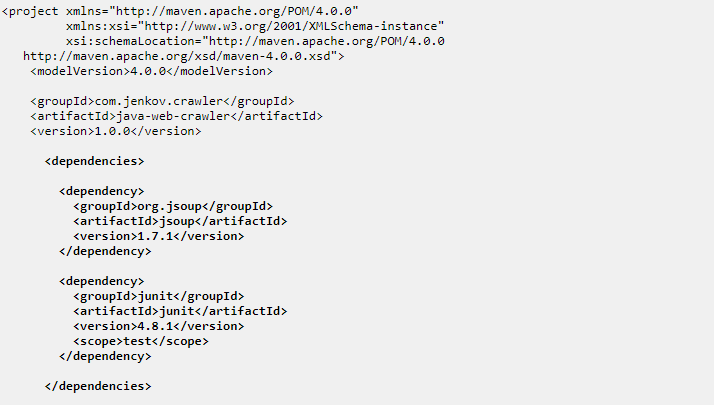 <project xmlns="http://maven.apache.org/POM/4.0.0"
xmlns:xsi="http://www.w3.org/2001/XMLSchema-instance"
xsi:schemaLocation="http://maven.apache.org/POM/4.0.0
http://maven.apache.org/xsd/maven-4.0.0.xsd">
<modelVersion>4.0.0</modelVersion>
<groupId>com.jenkov.crawler</groupId>
<artifactId>java-web-crawler</artifactId>
<version>1.0.0</version>
<dependencies>
<dependency>
<groupId>org.jsoup</groupId>
<artifactId>jsoup</artifactId>
<version>1.7.1</version>
</dependency>
<dependency>
<groupId>junit</groupId>
<artifactId>junit</artifactId>
<version>4.8.1</version>
<scope>test</scope>
</dependency>
</dependencies>